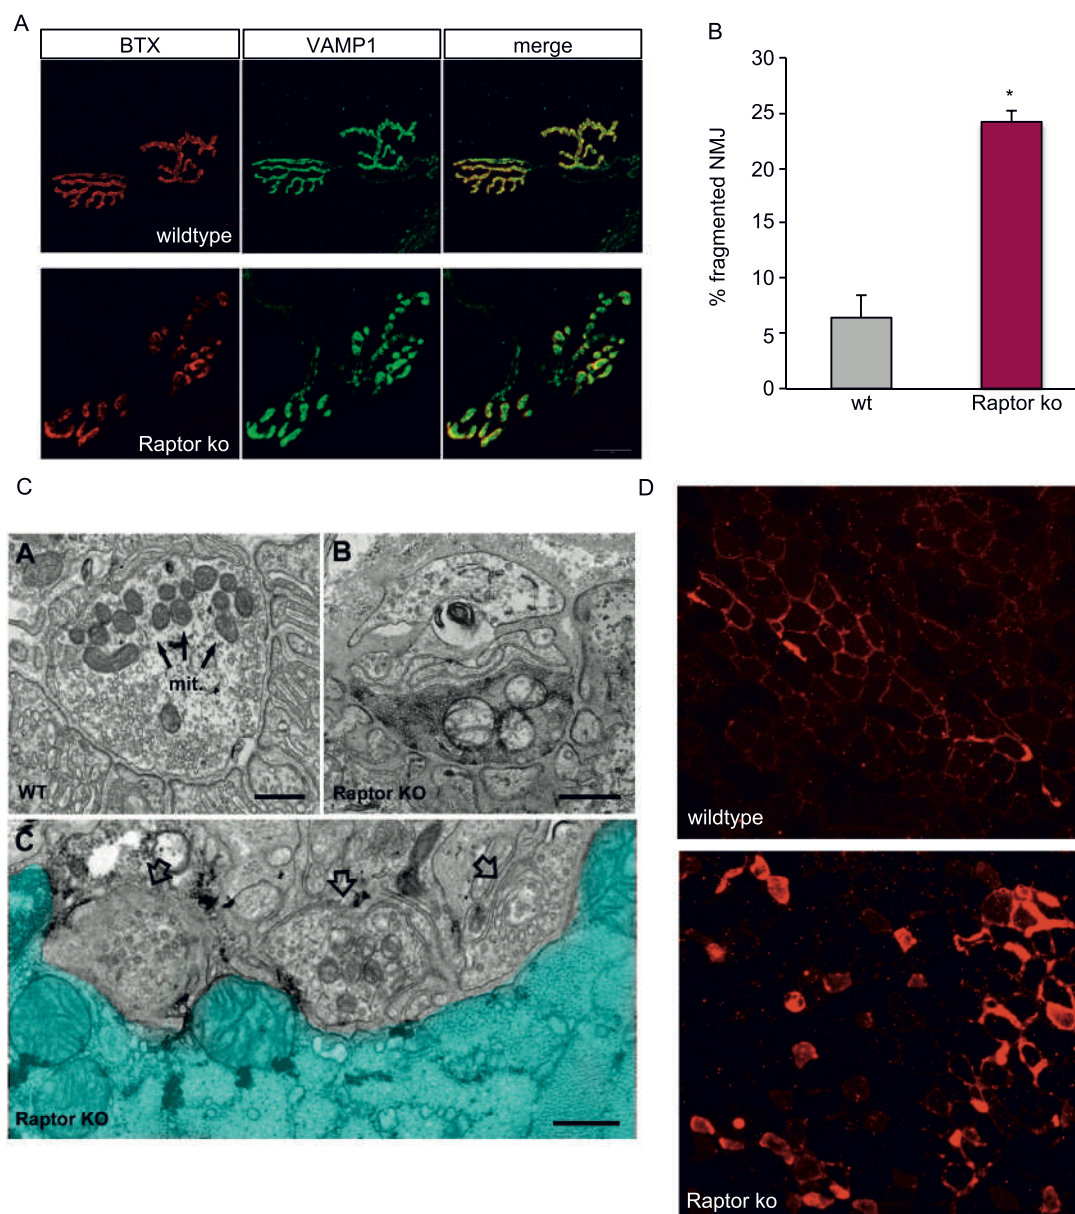 A
BTX VAMP1 merge
wildtype
Raptor ko
B
% fragmented NMJ
30
25
20
15
10
5
0
*
wt Raptor ko
C
A
mit.
WT
B
Raptor KO
C
Raptor KO
D
wildtype
Raptor ko